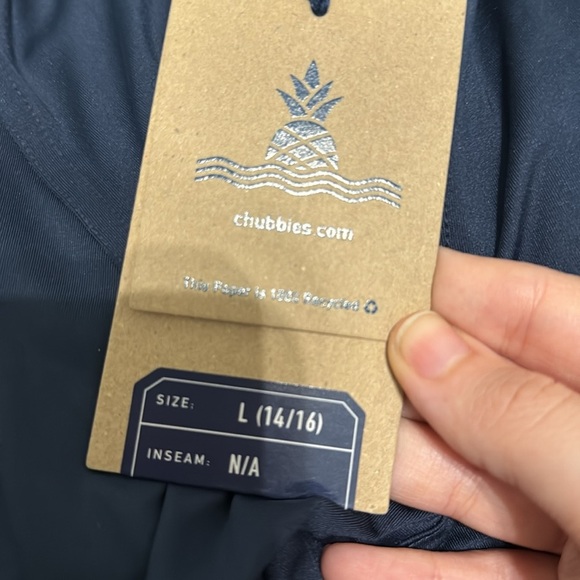 chubbies.com
This Paper is 100% Recycled
SIZE: L (14/16)
INSEAM: N/A